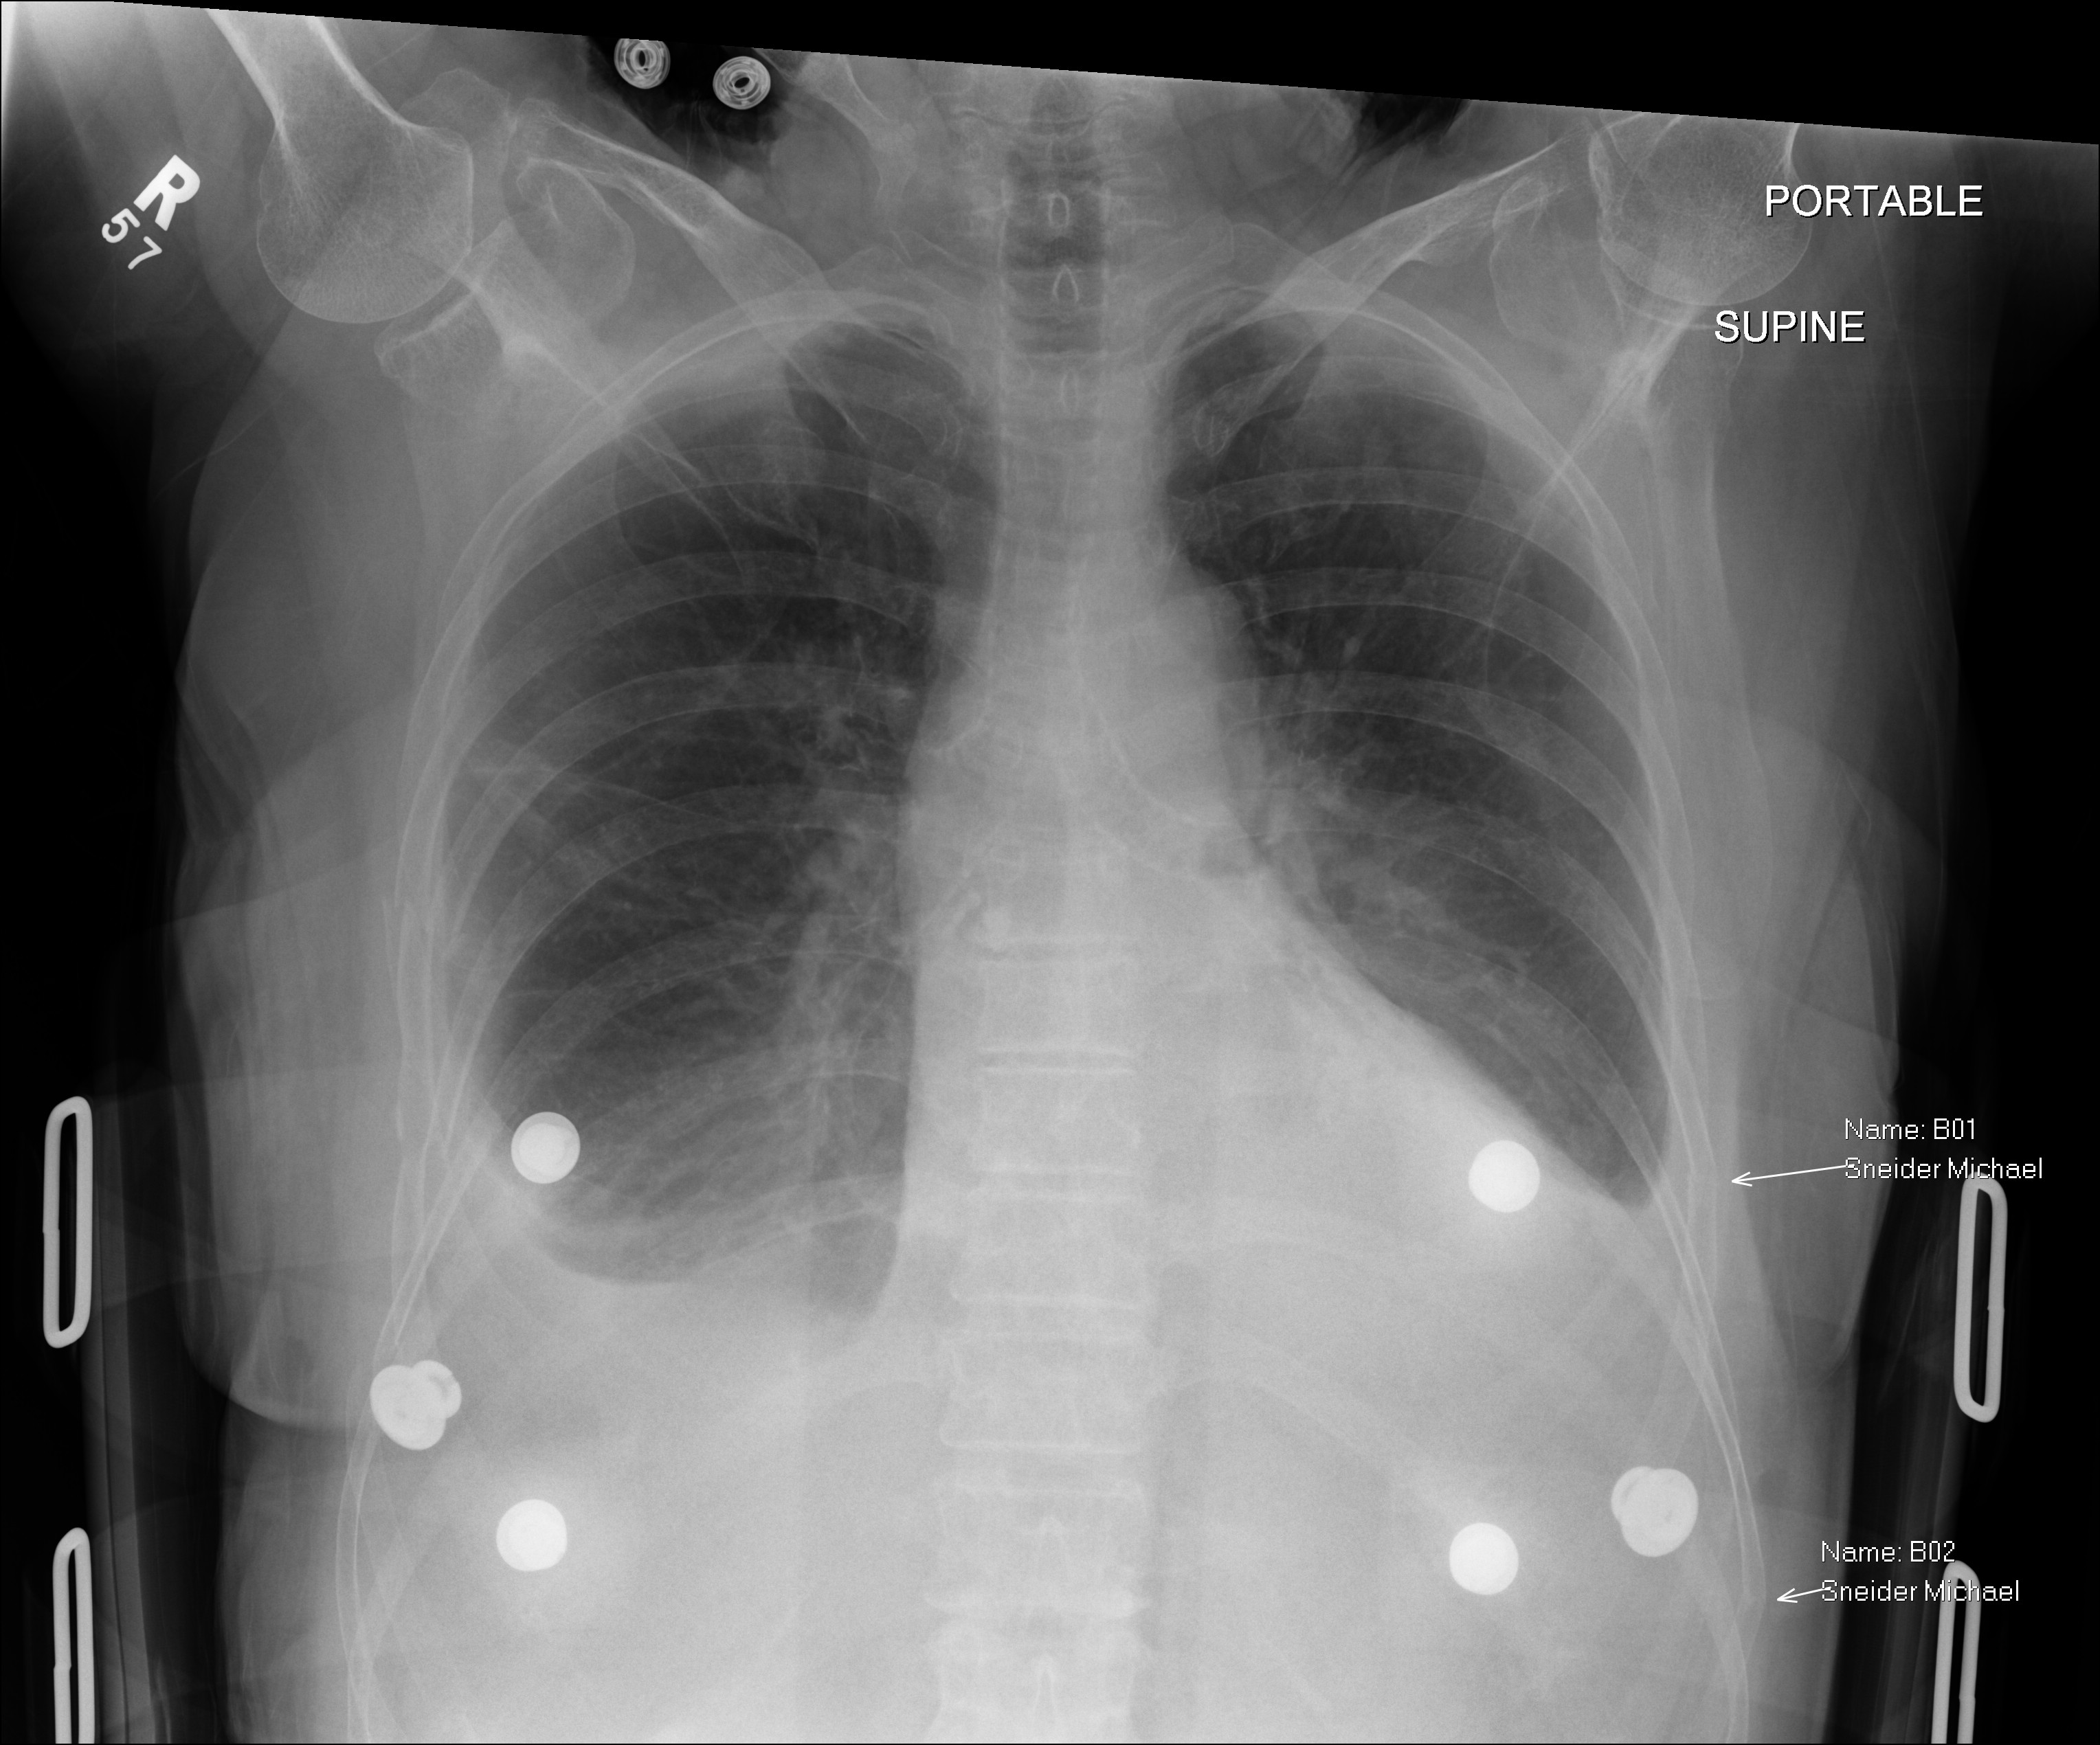 R
57
PORTABLE
SUPINE
Name: B01
Sneider Michael
Name: B02
Sneider Michael